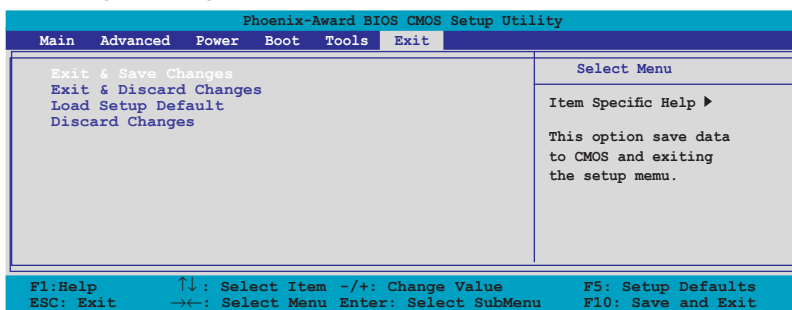 Phoenix-Award BIOS CMOS Setup Utility
Main Advanced Power Boot Tools Exit
Exit & Save Changes
Exit & Discard Changes
Load Setup Default
Discard Changes
Select Menu
Item Specific Help ▶
This option save data
to CMOS and exiting
the setup memu.
F1:Help ↑↓ : Select Item -/+: Change Value F5: Setup Defaults
ESC: Exit →←: Select Menu Enter: Select SubMenu F10: Save and Exit